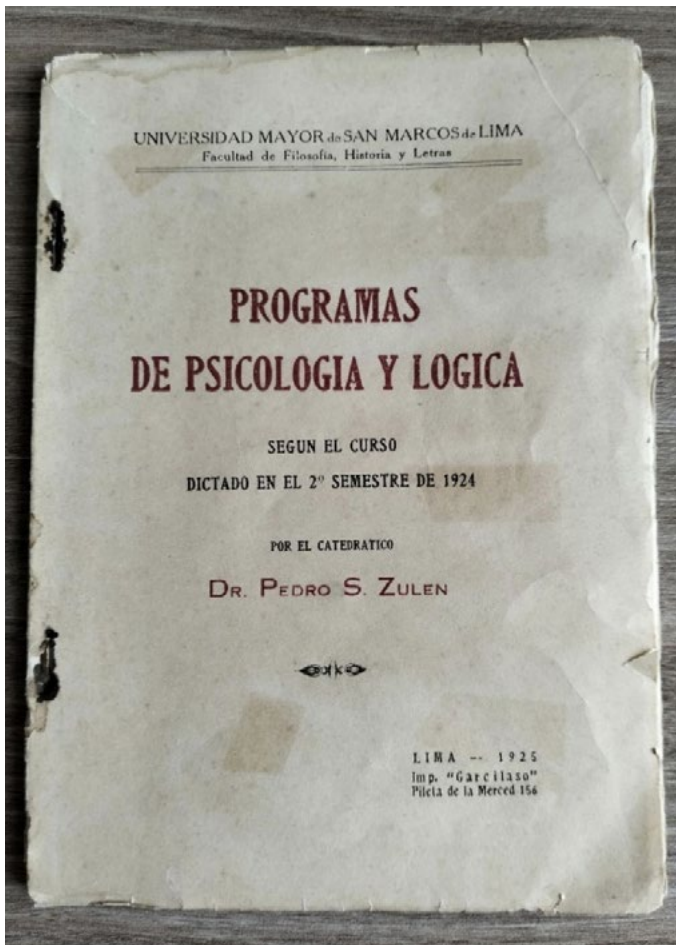 UNIVERSIDAD MAYOR de SAN MARCOS de LIMA
Facultad de Filosofía, Historia y Letras
PROGRAMAS
DE PSICOLOGIA Y LOGICA
SEGUN EL CURSO
DICTADO EN EL 2º SEMESTRE DE 1924
POR EL CATEDRATICO
DR. PEDRO S. ZULEN
LIMA -- 1925
Imp. "Garcilaso"
Pileta de la Merced 156